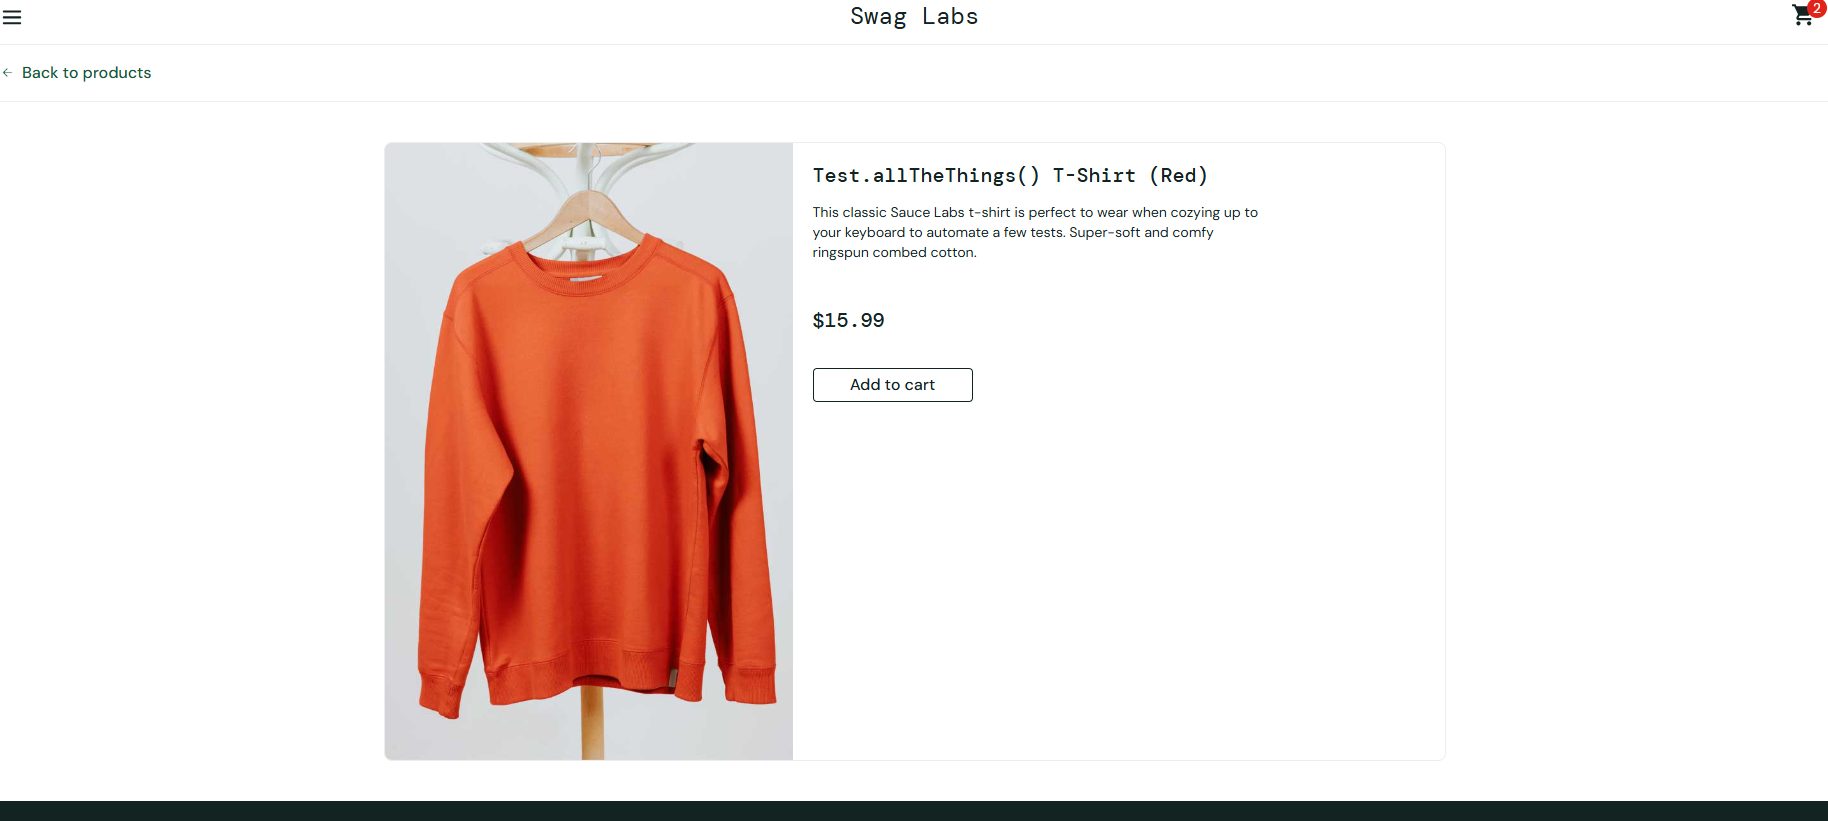 Swag Labs
2
Back to products
Test.allTheThings() T-Shirt (Red)
This classic Sauce Labs t-shirt is perfect to wear when cozying up to
your keyboard to automate a few tests. Super-soft and comfy
ringspun combed cotton.
$15.99
Add to cart